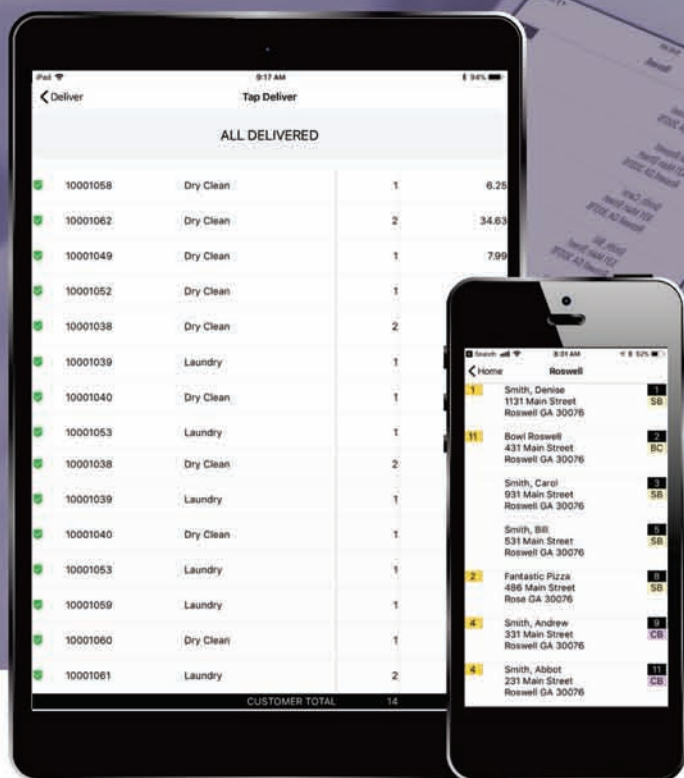 iPad 9:17 AM 94%
Deliver Tap Deliver
ALL DELIVERED
10001058 Dry Clean 1 6.25
10001062 Dry Clean 2 34.63
10001049 Dry Clean 1 7.99
10001052 Dry Clean 1
10001038 Dry Clean 2
10001039 Laundry 1
10001040 Dry Clean 1
10001053 Laundry 1
10001038 Dry Clean 2
10001039 Laundry 1
10001040 Dry Clean 1
10001053 Laundry 1
10001059 Laundry 1
10001060 Dry Clean 1
10001061 Laundry 2
CUSTOMER TOTAL 14
Search 8:31 AM 92%
Home Roswell
1 Smith, Denise 1
1131 Main Street SB
Roswell GA 30076
11 Bowl Roswell 2
431 Main Street BC
Roswell GA 30076
Smith, Carol 3
931 Main Street SB
Roswell GA 30076
Smith, Bill 5
531 Main Street SB
Roswell GA 30076
2 Fantastic Pizza 8
486 Main Street SB
Rose GA 30076
4 Smith, Andrew 9
331 Main Street CB
Roswell GA 30076
4 Smith, Abbot 11
231 Main Street CB
Roswell GA 30076